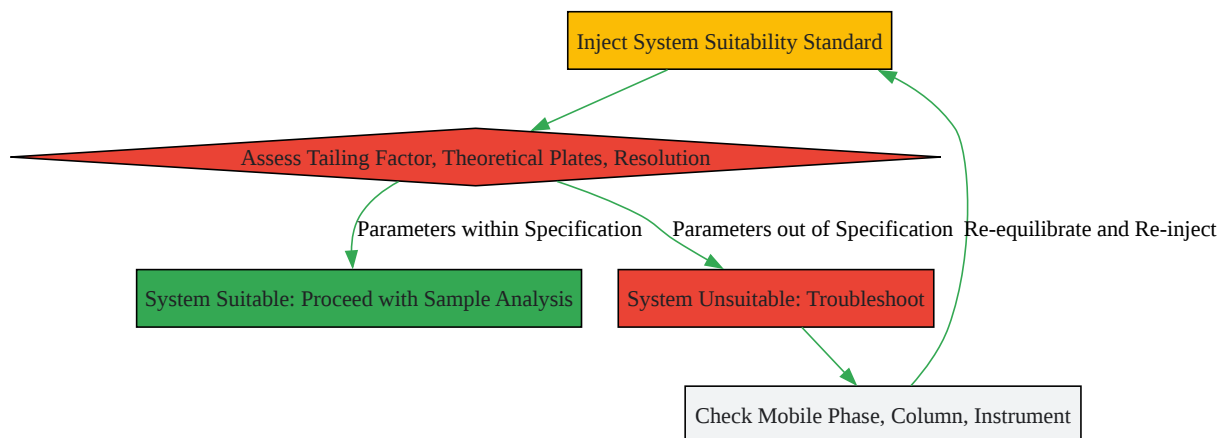 Inject System Suitability Standard
Assess Tailing Factor, Theoretical Plates, Resolution
Parameters within Specification
Parameters out of Specification
Re-equilibrate and Re-inject
System Suitable: Proceed with Sample Analysis
System Unsuitable: Troubleshoot
Check Mobile Phase, Column, Instrument